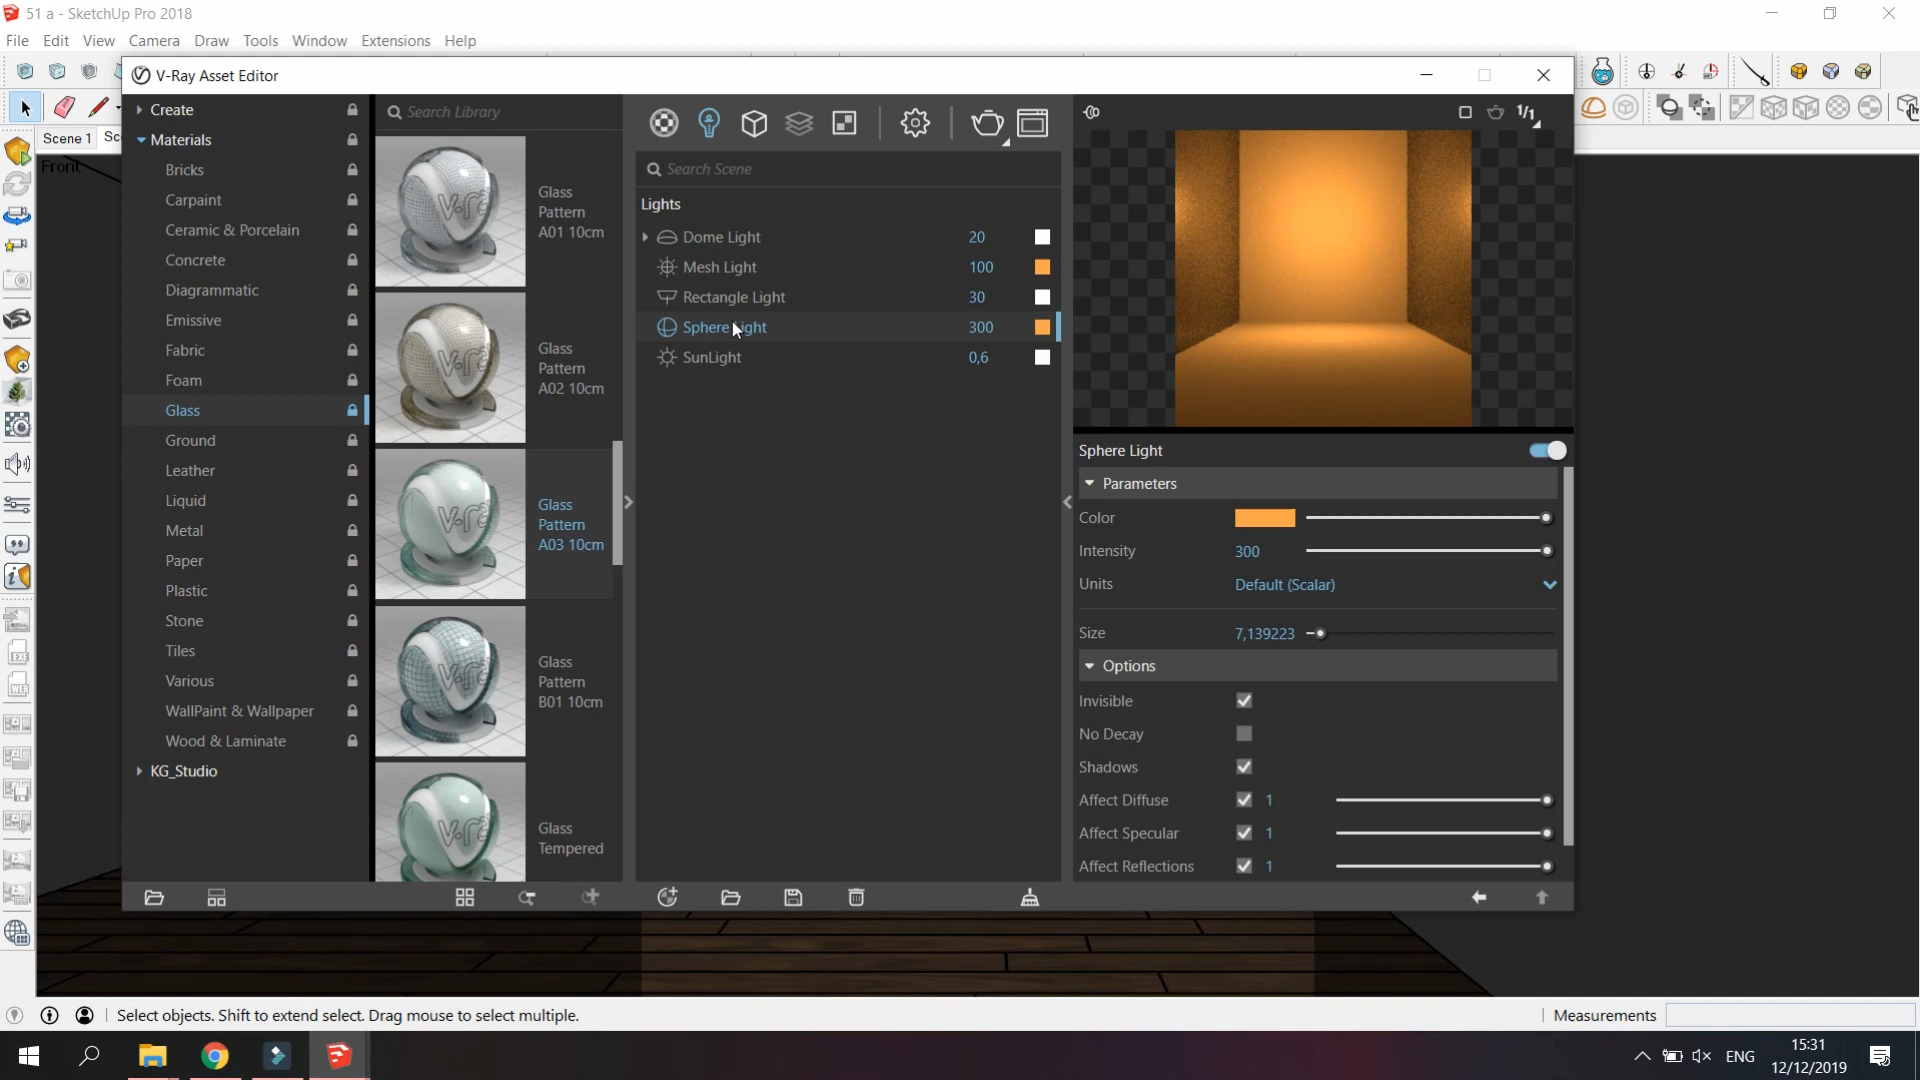 51 a - SketchUp Pro 2018
File Edit View Camera Draw Tools Window Extensions Help
V-Ray Asset Editor
Scene 1 Sc
Front
Create
Materials
Bricks
Carpaint
Ceramic & Porcelain
Concrete
Diagrammatic
Emissive
Fabric
Foam
Glass
Ground
Leather
Liquid
Metal
Paper
Plastic
Stone
Tiles
Various
WallPaint & Wallpaper
Wood & Laminate
KG_Studio
Search Library
Glass
Pattern
A01 10cm
Glass
Pattern
A02 10cm
Glass
Pattern
A03 10cm
Glass
Pattern
B01 10cm
Glass
Tempered
Search Scene
Lights
Dome Light 20
Mesh Light 100
Rectangle Light 30
Sphere Light 300
SunLight 0,6
1/1
Sphere Light
Parameters
Color
Intensity 300
Units Default (Scalar)
Size 7,139223
Options
Invisible
No Decay
Shadows
Affect Diffuse 1
Affect Specular 1
Affect Reflections 1
Select objects. Shift to extend select. Drag mouse to select multiple.
Measurements
ENG
15:31
12/12/2019